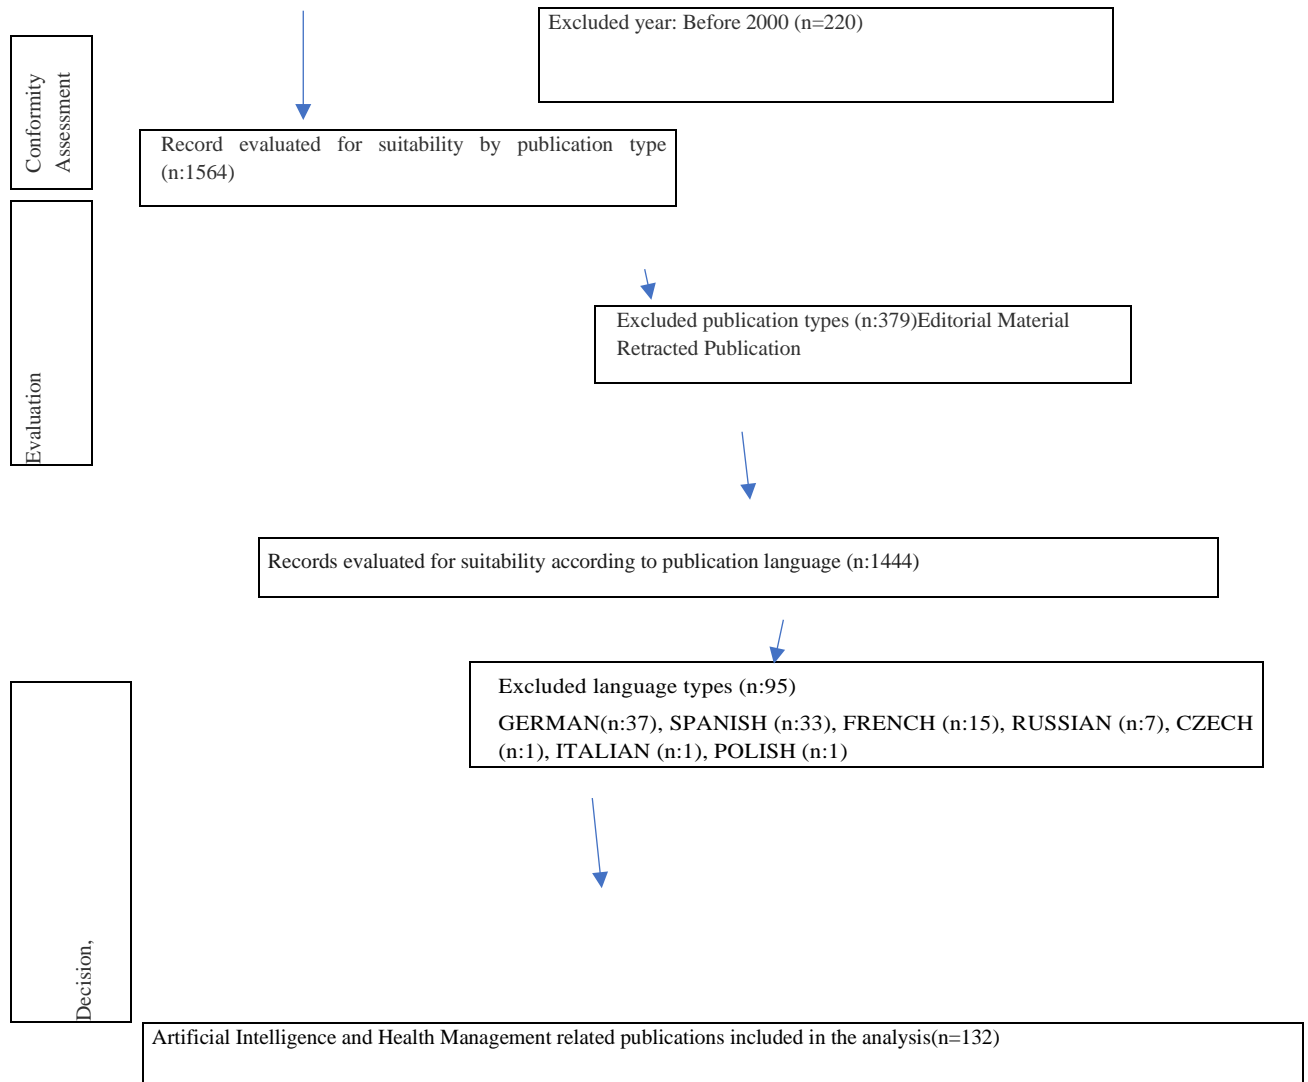 Excluded year: Before 2000 (n=220)
Conformity
Assessment
Record evaluated for suitability by publication type
(n:1564)
Evaluation
Excluded publication types (n:379)Editorial Material
Retracted Publication
Records evaluated for suitability according to publication language (n:1444)
Excluded language types (n:95)
GERMAN(n:37), SPANISH (n:33), FRENCH (n:15), RUSSIAN (n:7), CZECH
(n:1), ITALIAN (n:1), POLISH (n:1)
Decision,
Artificial Intelligence and Health Management related publications included in the analysis(n=132)